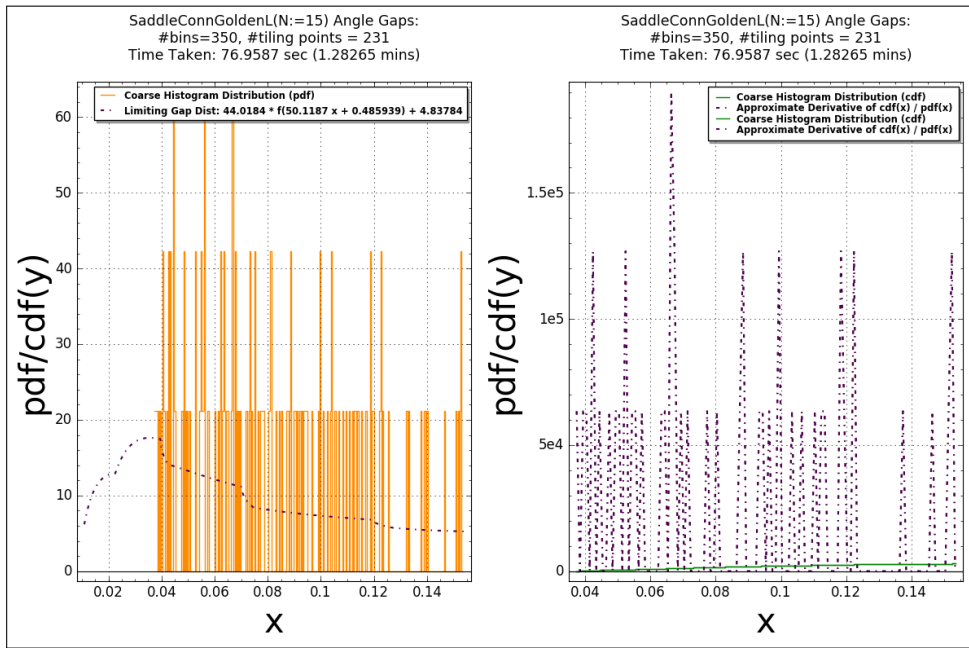 SaddleConnGoldenL(N:=15) Angle Gaps:
#bins=350, #tiling points = 231
Time Taken: 76.9587 sec (1.28265 mins)
Coarse Histogram Distribution (pdf)
Limiting Gap Dist: 44.0184 * f(50.1187 x + 0.485939) + 4.83784
pdf/cdf(y)
60
50
40
30
20
10
0
0.02 0.04 0.06 0.08 0.1 0.12 0.14
x
SaddleConnGoldenL(N:=15) Angle Gaps:
#bins=350, #tiling points = 231
Time Taken: 76.9587 sec (1.28265 mins)
Coarse Histogram Distribution (cdf)
Approximate Derivative of cdf(x) / pdf(x)
Coarse Histogram Distribution (cdf)
Approximate Derivative of cdf(x) / pdf(x)
pdf/cdf(y)
1.5e5
1e5
5e4
0
0.04 0.06 0.08 0.1 0.12 0.14
x